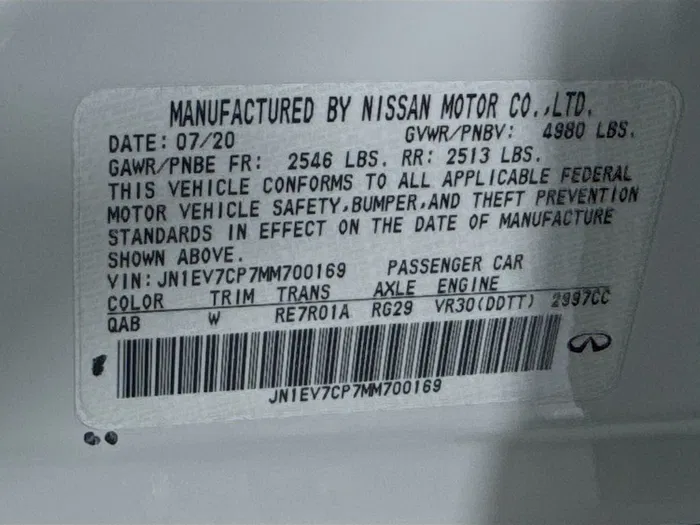 MANUFACTURED BY NISSAN MOTOR CO.,LTD.
DATE: 07/20 GVWR/PNBV: 4980 LBS.
GAWR/PNBE FR: 2546 LBS. RR: 2513 LBS.
THIS VEHICLE CONFORMS TO ALL APPLICABLE FEDERAL
MOTOR VEHICLE SAFETY,BUMPER,AND THEFT PREVENTION
STANDARDS IN EFFECT ON THE DATE OF MANUFACTURE
SHOWN ABOVE.
VIN: JN1EV7CP7MM700169 PASSENGER CAR
COLOR TRIM TRANS AXLE ENGINE
QAB W RE7R01A RG29 VR30(DDTT) 2997CC
JN1EV7CP7MM700169